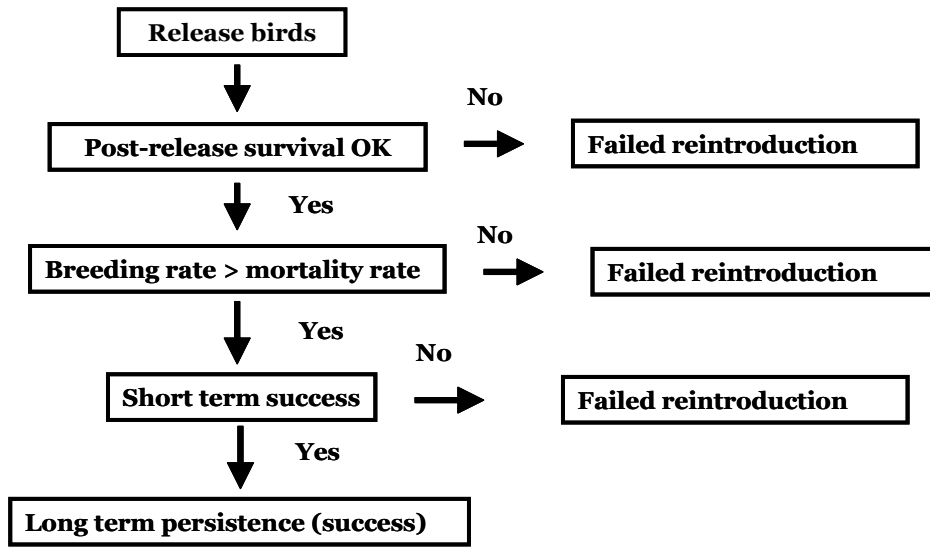 Release birds
No
Post-release survival OK
Failed reintroduction
Yes
No
Breeding rate > mortality rate
Failed reintroduction
Yes
No
Short term success
Failed reintroduction
Yes
Long term persistence (success)